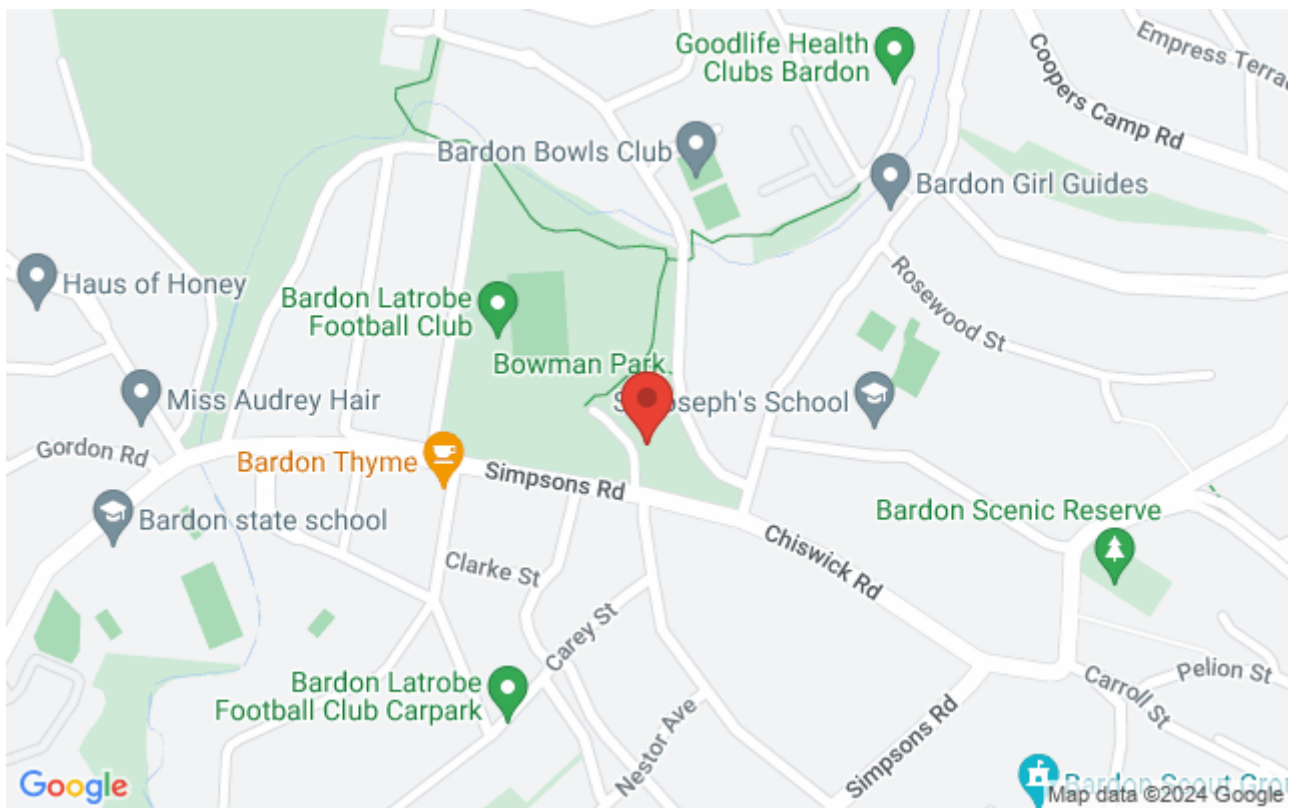 Goodlife Health
Clubs Bardon
Empress Terra
Coopers Camp Rd
Bardon Bowls Club
Bardon Girl Guides
Haus of Honey
Bardon Latrobe
Football Club
Rosewood St
Bowman Park
Miss Audrey Hair
S Joseph's School
Gordon Rd
Bardon Thyme
Simpsons Rd
Bardon state school
Bardon Scenic Reserve
Chiswick Rd
Clarke St
Carey St
Bardon Latrobe
Football Club Carpark
Pelion St
Carroll St
Nestor Ave
Simpsons Rd
Google
Bardon Scout Gro
Map data ©2024 Google